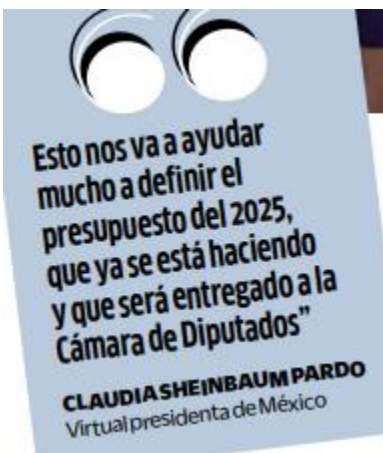 Esto nos va a ayudar
mucho a definir el
presupuesto del 2025,
que ya se está haciendo
y que será entregado a la
Cámara de Diputados”
CLAUDIA SHEINBAUM PARDO
Virtual presidenta de México